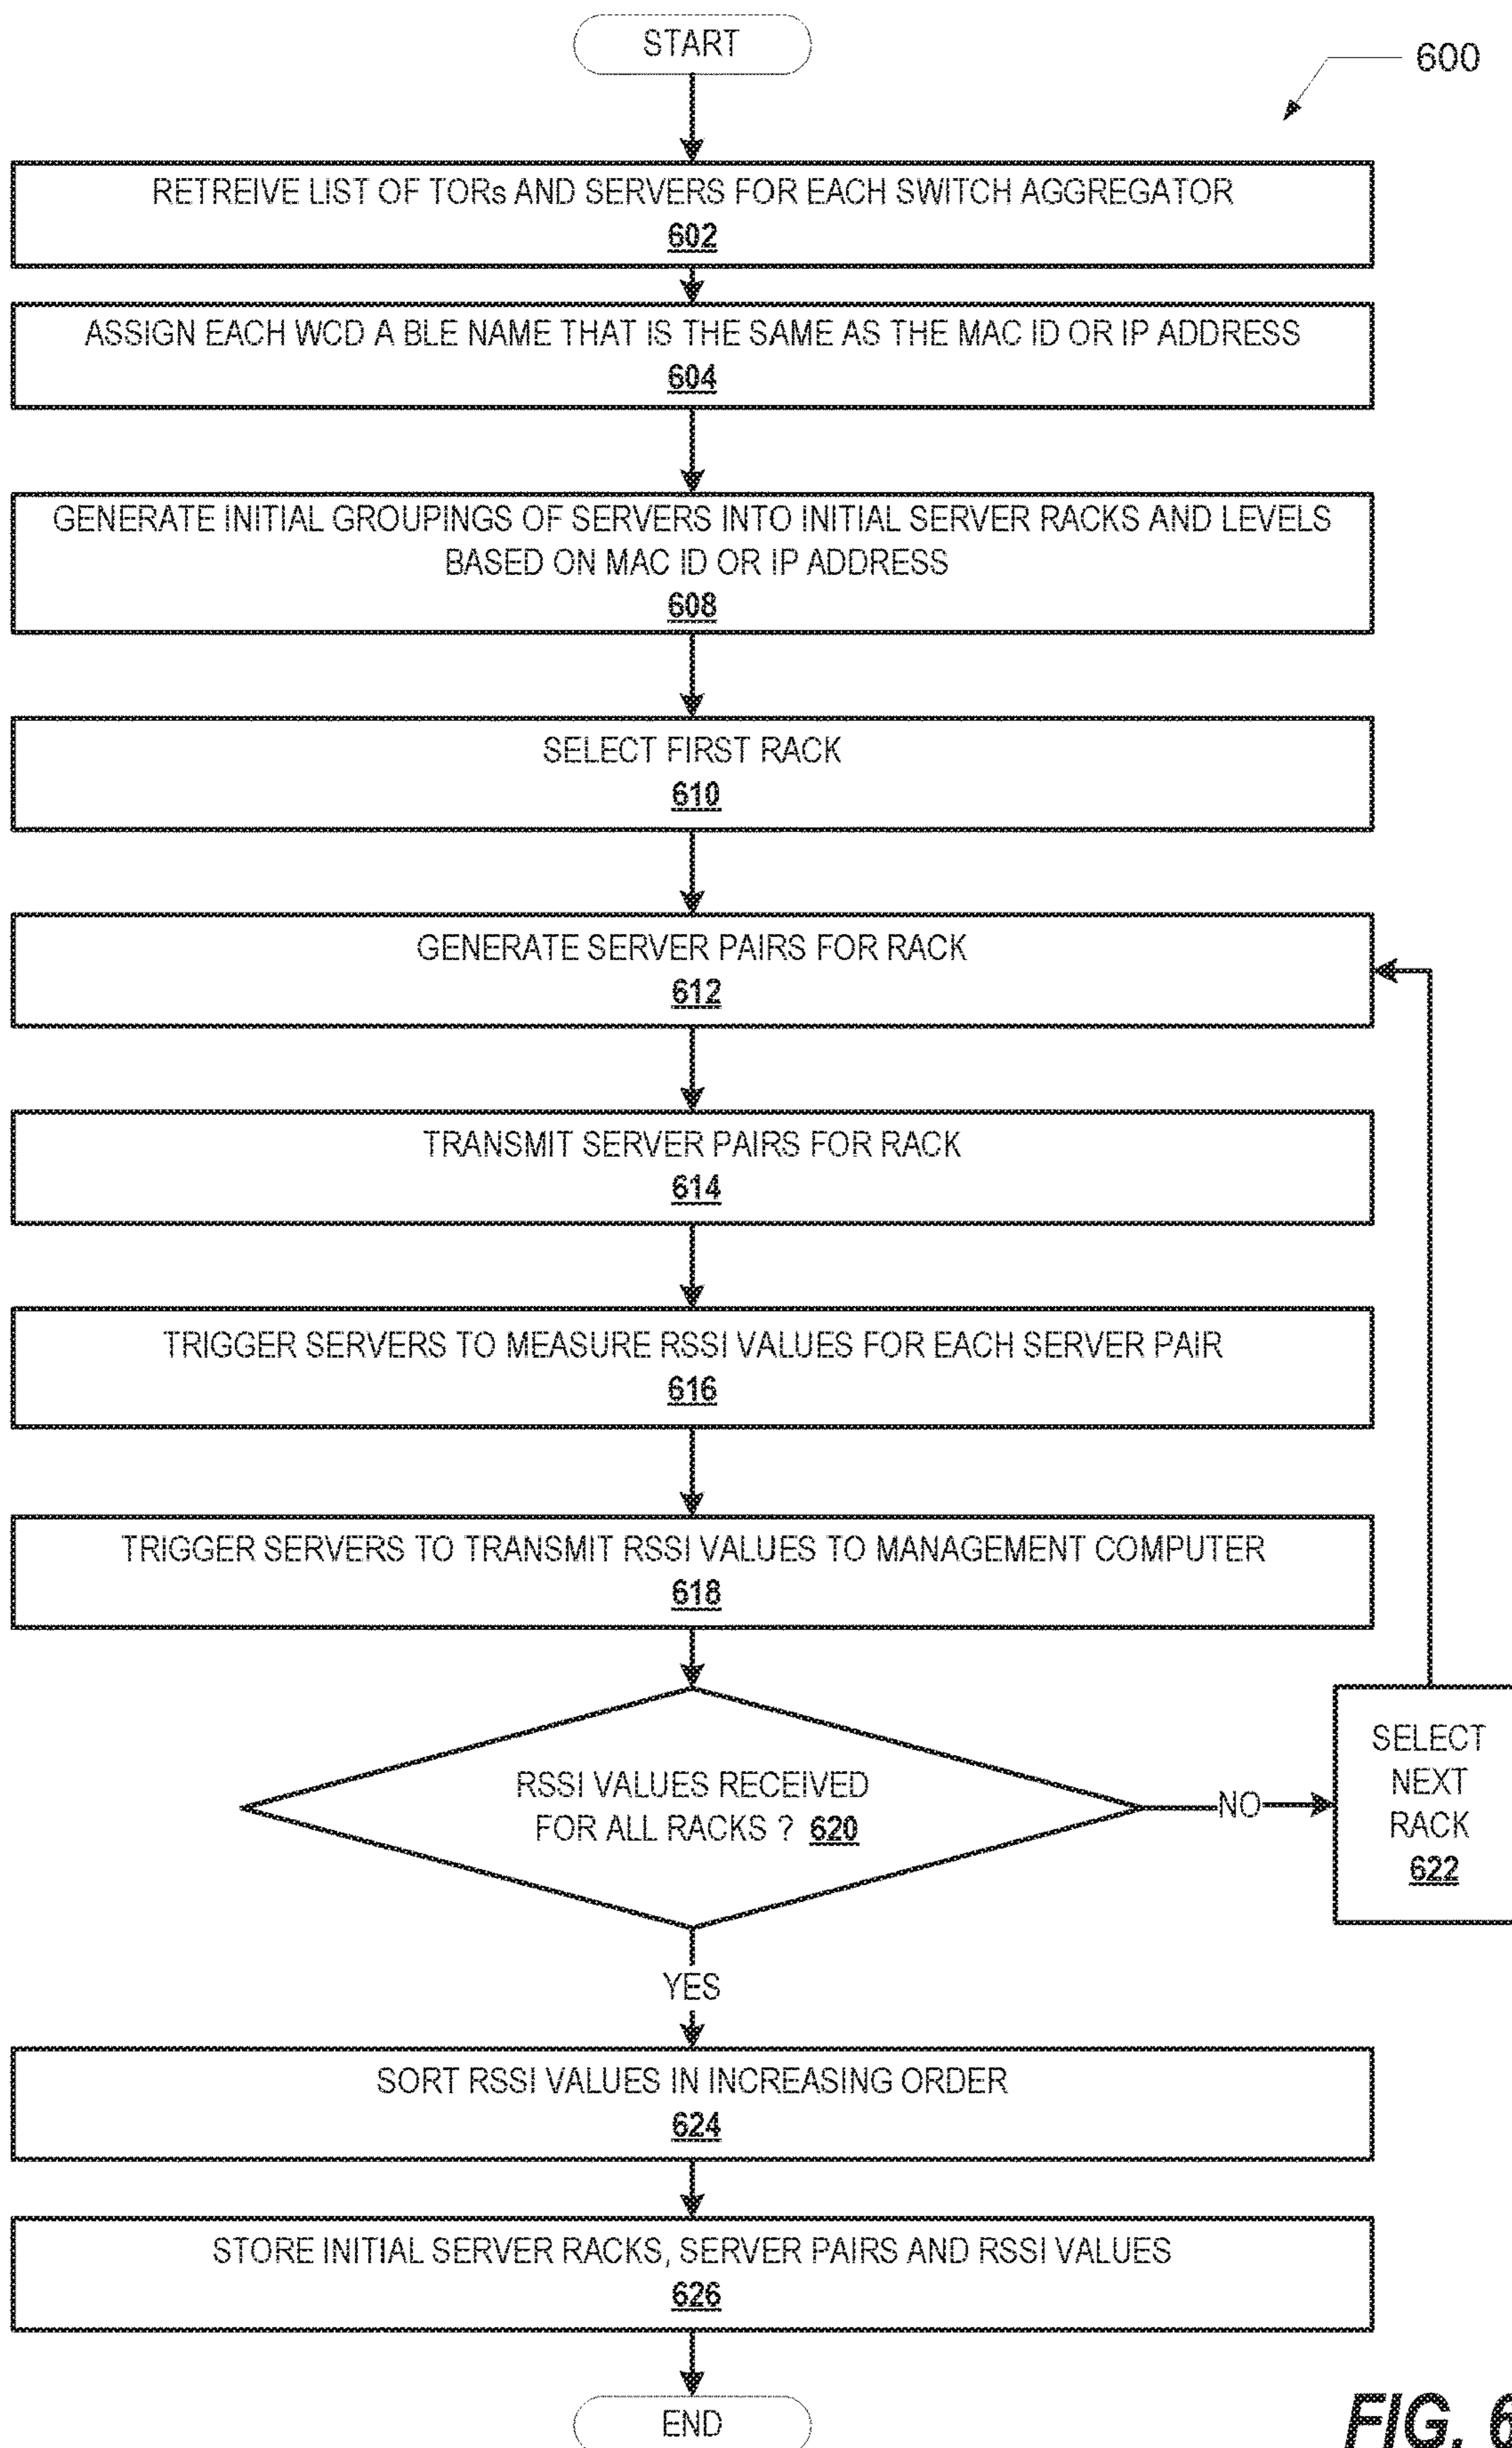 START
600
RETREIVE LIST OF TORs AND SERVERS FOR EACH SWITCH AGGREGATOR
602
ASSIGN EACH WCD A BLE NAME THAT IS THE SAME AS THE MAC ID OR IP ADDRESS
604
GENERATE INITIAL GROUPINGS OF SERVERS INTO INITIAL SERVER RACKS AND LEVELS
BASED ON MAC ID OR IP ADDRESS
608
SELECT FIRST RACK
610
GENERATE SERVER PAIRS FOR RACK
612
TRANSMIT SERVER PAIRS FOR RACK
614
TRIGGER SERVERS TO MEASURE RSSI VALUES FOR EACH SERVER PAIR
616
TRIGGER SERVERS TO TRANSMIT RSSI VALUES TO MANAGEMENT COMPUTER
618
RSSI VALUES RECEIVED
FOR ALL RACKS ? 620
NO
SELECT
NEXT
RACK
622
YES
SORT RSSI VALUES IN INCREASING ORDER
624
STORE INITIAL SERVER RACKS, SERVER PAIRS AND RSSI VALUES
626
END
FIG. 6